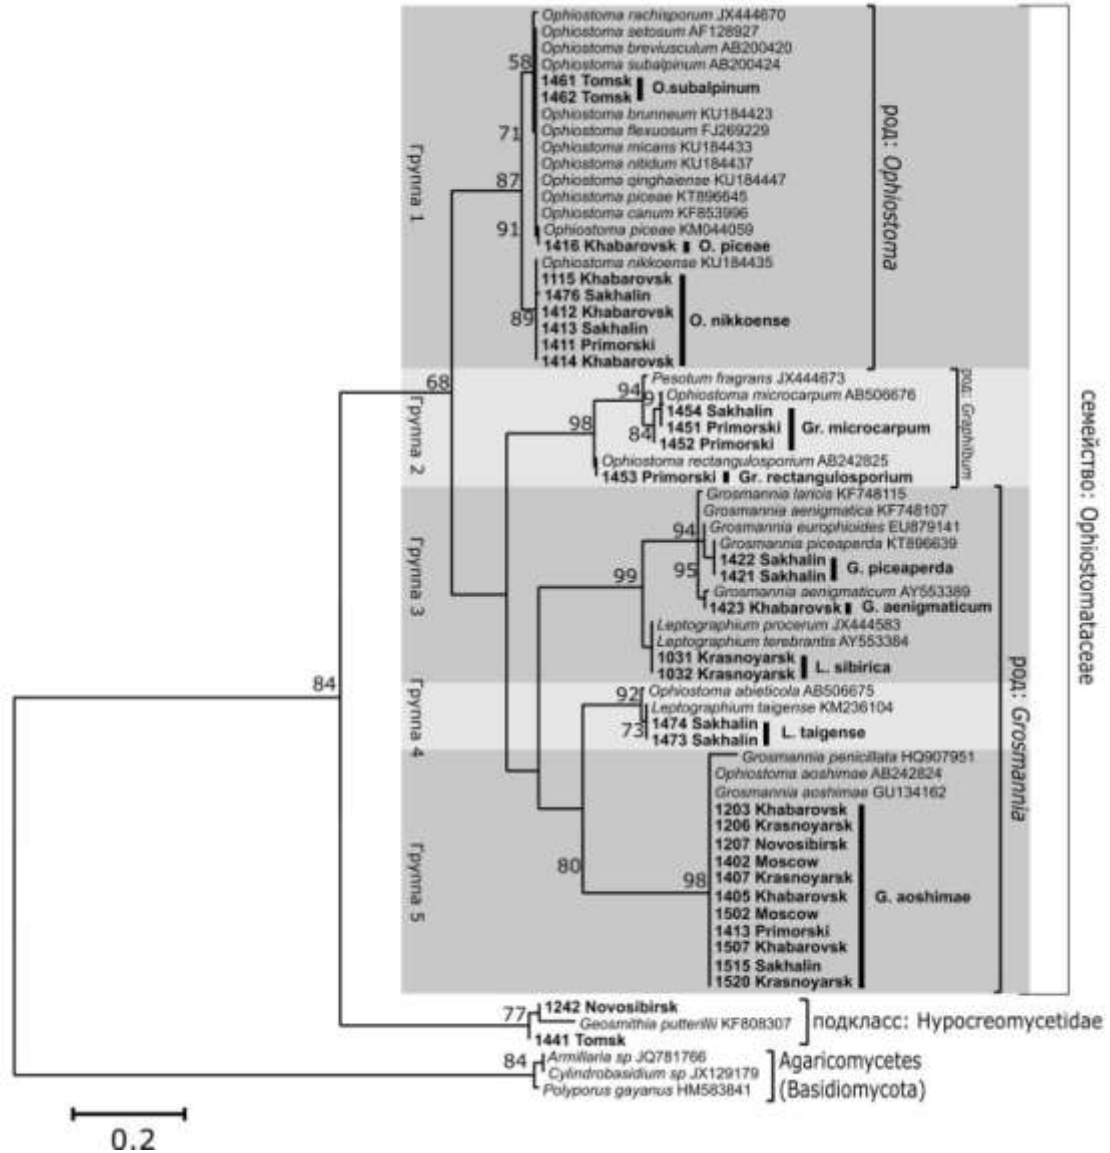 Ophiostoma rachisporum JX444670
Ophiostoma setosum AF128927
Ophiostoma breviusculum AB200420
58 Ophiostoma subalpinum AB200424
1461 Tomsk
1462 Tomsk
O.subalpinum
Ophiostoma brunneum KU184423
71 Ophiostoma flexuosum FJ269229
Ophiostoma micans KU184433
Ophiostoma nitidum KU184437
87 Ophiostoma qinghaiense KU184447
Ophiostoma piceae KT896645
Ophiostoma canum KF853996
91 Ophiostoma piceae KM044059
1416 Khabarovsk O. piceae
Ophiostoma nikkoense KU184435
1115 Khabarovsk
1476 Sakhalin
1412 Khabarovsk
89 1413 Sakhalin
1411 Primorski
1414 Khabarovsk
O. nikkoense
Группа 1
род: Ophiostoma
68
94 Pesotum fragrans JX444673
91 Ophiostoma microcarpum AB506676
1454 Sakhalin
98 84 1451 Primorski
1452 Primorski
Gr. microcarpum
Ophiostoma rectangulosporium AB242825
1453 Primorski Gr. rectangulosporium
Группа 2
род: Graphilbum
Grosmannia laricis KF748115
Grosmannia aenigmatica KF748107
94 Grosmannia europhioides EU879141
Grosmannia piceaperda KT896639
1422 Sakhalin
95 1421 Sakhalin
G. piceaperda
99
Grosmannia aenigmaticum AY553389
1423 Khabarovsk G. aenigmaticum
Leptographium procerum JX444583
Leptographium terebrantis AY553384
1031 Krasnoyarsk
1032 Krasnoyarsk
L. sibirica
Группа 3
84
92 Ophiostoma abieticola AB506675
Leptographium taigense KM236104
73 1474 Sakhalin
1473 Sakhalin
L. taigense
Группа 4
Grosmannia penicillata HQ907951
Ophiostoma aoshimae AB242824
Grosmannia aoshimae GU134162
1203 Khabarovsk
1206 Krasnoyarsk
1207 Novosibirsk
1402 Moscow
80 98 1407 Krasnoyarsk
1405 Khabarovsk
1502 Moscow
1413 Primorski
1507 Khabarovsk
1515 Sakhalin
1520 Krasnoyarsk
G. aoshimae
Группа 5
род: Grosmannia
семейство: Ophiostomataceae
77 1242 Novosibirsk
Geosmithia putterillii KF808307
1441 Tomsk
подкласс: Hypocreomycetidae
84 Armillaria sp JQ781766
Cylindrobasidium sp JX129179
Polyporus gayanus HM583841
Agaricomycetes
(Basidiomycota)
0.2